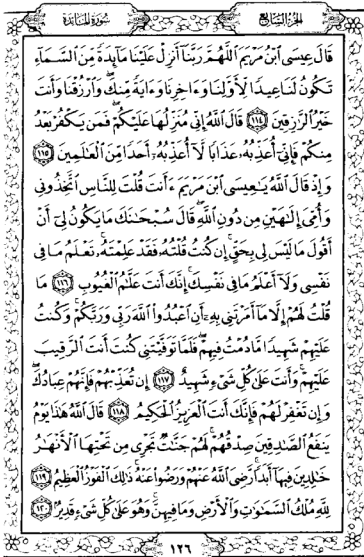 سورة المائدة
الجزء السابع
قَالَ عِيسَى ابْنُ مَرْيَمَ اللَّهُمَّ رَبَّنَا أَنزِلْ عَلَيْنَا مَائِدَةً مِّنَ السَّمَاءِ
تَكُونُ لَنَا عِيدًا لِّأَوَّلِنَا وَءَاخِرِنَا وَءَايَةً مِّنكَ وَارْزُقْنَا وَأَنتَ
خَيْرُ الرَّازِقِينَ ١١٤ قَالَ اللَّهُ إِنِّي مُنَزِّلُهَا عَلَيْكُمْ فَمَن يَكْفُرْ بَعْدُ
مِنكُمْ فَإِنِّي أُعَذِّبُهُ عَذَابًا لَّا أُعَذِّبُهُ أَحَدًا مِّنَ الْعَالَمِينَ ١١٥
وَإِذْ قَالَ اللَّهُ يَاعِيسَى ابْنَ مَرْيَمَ ءَأَنتَ قُلْتَ لِلنَّاسِ اتَّخِذُونِي
وَأُمِّيَ إِلَاهَيْنِ مِن دُونِ اللَّهِ قَالَ سُبْحَانَكَ مَا يَكُونُ لِي أَنْ
أَقُولَ مَا لَيْسَ لِي بِحَقٍّ إِن كُنتُ قُلْتُهُ فَقَدْ عَلِمْتَهُ تَعْلَمُ مَا فِي
نَفْسِي وَلَا أَعْلَمُ مَا فِي نَفْسِكَ إِنَّكَ أَنتَ عَلَّامُ الْغُيُوبِ ١١٦ مَا
قُلْتُ لَهُمْ إِلَّا مَا أَمَرْتَنِي بِهِ أَنِ اعْبُدُوا اللَّهَ رَبِّي وَرَبَّكُمْ وَكُنتُ
عَلَيْهِمْ شَهِيدًا مَّا دُمْتُ فِيهِمْ فَلَمَّا تَوَفَّيْتَنِي كُنتَ أَنتَ الرَّقِيبَ
عَلَيْهِمْ وَأَنتَ عَلَى كُلِّ شَيْءٍ شَهِيدٌ ١١٧ إِن تُعَذِّبْهُمْ فَإِنَّهُمْ عِبَادُكَ
وَإِن تَغْفِرْ لَهُمْ فَإِنَّكَ أَنتَ الْعَزِيزُ الْحَكِيمُ ١١٨ قَالَ اللَّهُ هَذَا يَوْمُ
يَنفَعُ الصَّادِقِينَ صِدْقُهُمْ لَهُمْ جَنَّاتٌ تَجْرِي مِن تَحْتِهَا الْأَنْهَارُ
خَالِدِينَ فِيهَا أَبَدًا رَّضِيَ اللَّهُ عَنْهُمْ وَرَضُوا عَنْهُ ذَلِكَ الْفَوْزُ الْعَظِيمُ ١١٩
لِلَّهِ مُلْكُ السَّمَاوَاتِ وَالْأَرْضِ وَمَا فِيهِنَّ وَهُوَ عَلَى كُلِّ شَيْءٍ قَدِيرٌ ١٢٠
١٢٦